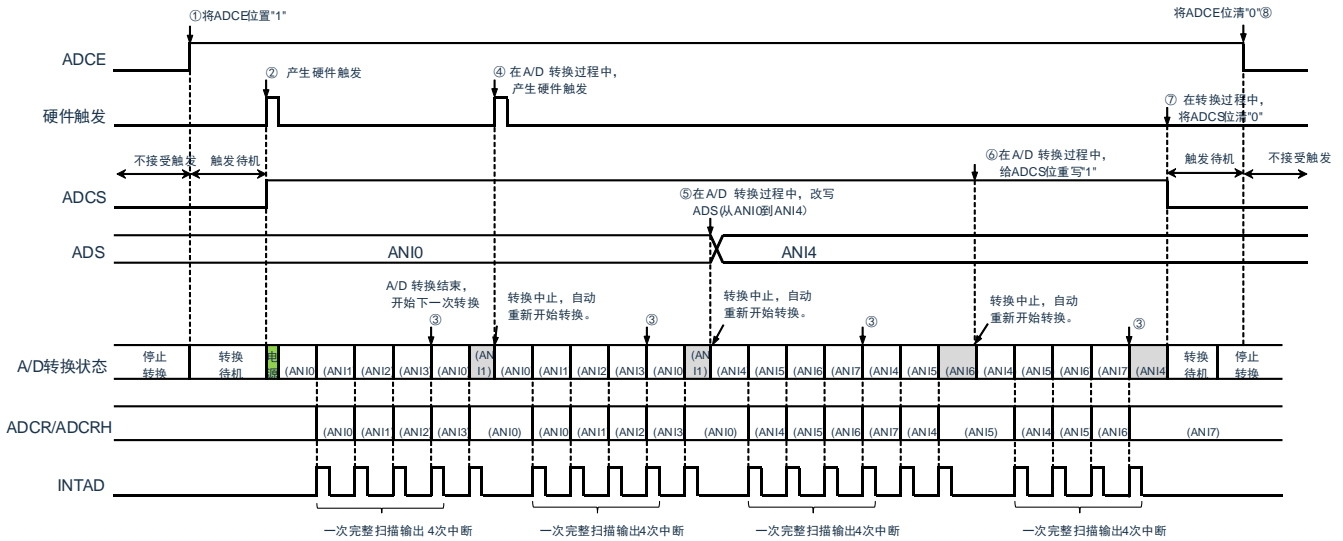 ①将ADCE位置"1"
将ADCE位清"0"⑧
ADCE
② 产生硬件触发
④ 在A/D 转换过程中，
产生硬件触发
硬件触发
⑦ 在转换过程中，
将ADCS位清"0"
不接受触发
触发待机
⑥在A/D 转换过程中，
给ADCS位重写"1"
触发待机
不接受触发
ADCS
⑤在A/D 转换过程中，改写
ADS(从ANI0到ANI4)
ADS
ANI0
ANI4
A/D 转换结束，
开始下一次转换
③
转换中止，自动
重新开始转换。
③
转换中止，自动
重新开始转换。
③
转换中止，自动
重新开始转换。
③
A/D转换状态
停止
转换
转换
待机
(ANI0 (ANI1 (ANI2 (ANI3 (ANI0 (AN
I1) (ANI0 (ANI1 (ANI2 (ANI3 (ANI0 (AN
I1) (ANI4 (ANI5 (ANI6 (ANI7 (ANI4 (ANI5 (ANI6 (ANI4 (ANI5 (ANI6 (ANI7 (ANI4
转换
待机
停止
转换
ADCR/ADCRH
(ANI0 (ANI1 (ANI2 (ANI3 (ANI0) (ANI0 (ANI1 (ANI2 (ANI3 (ANI0) (ANI4 (ANI5 (ANI6 (ANI7 (ANI4 (ANI5) (ANI4 (ANI5 (ANI6 (ANI7)
INTAD
一次完整扫描输出 4次中断
一次完整扫描输出4次中断
一次完整扫描输出4次中断
一次完整扫描输出4次中断